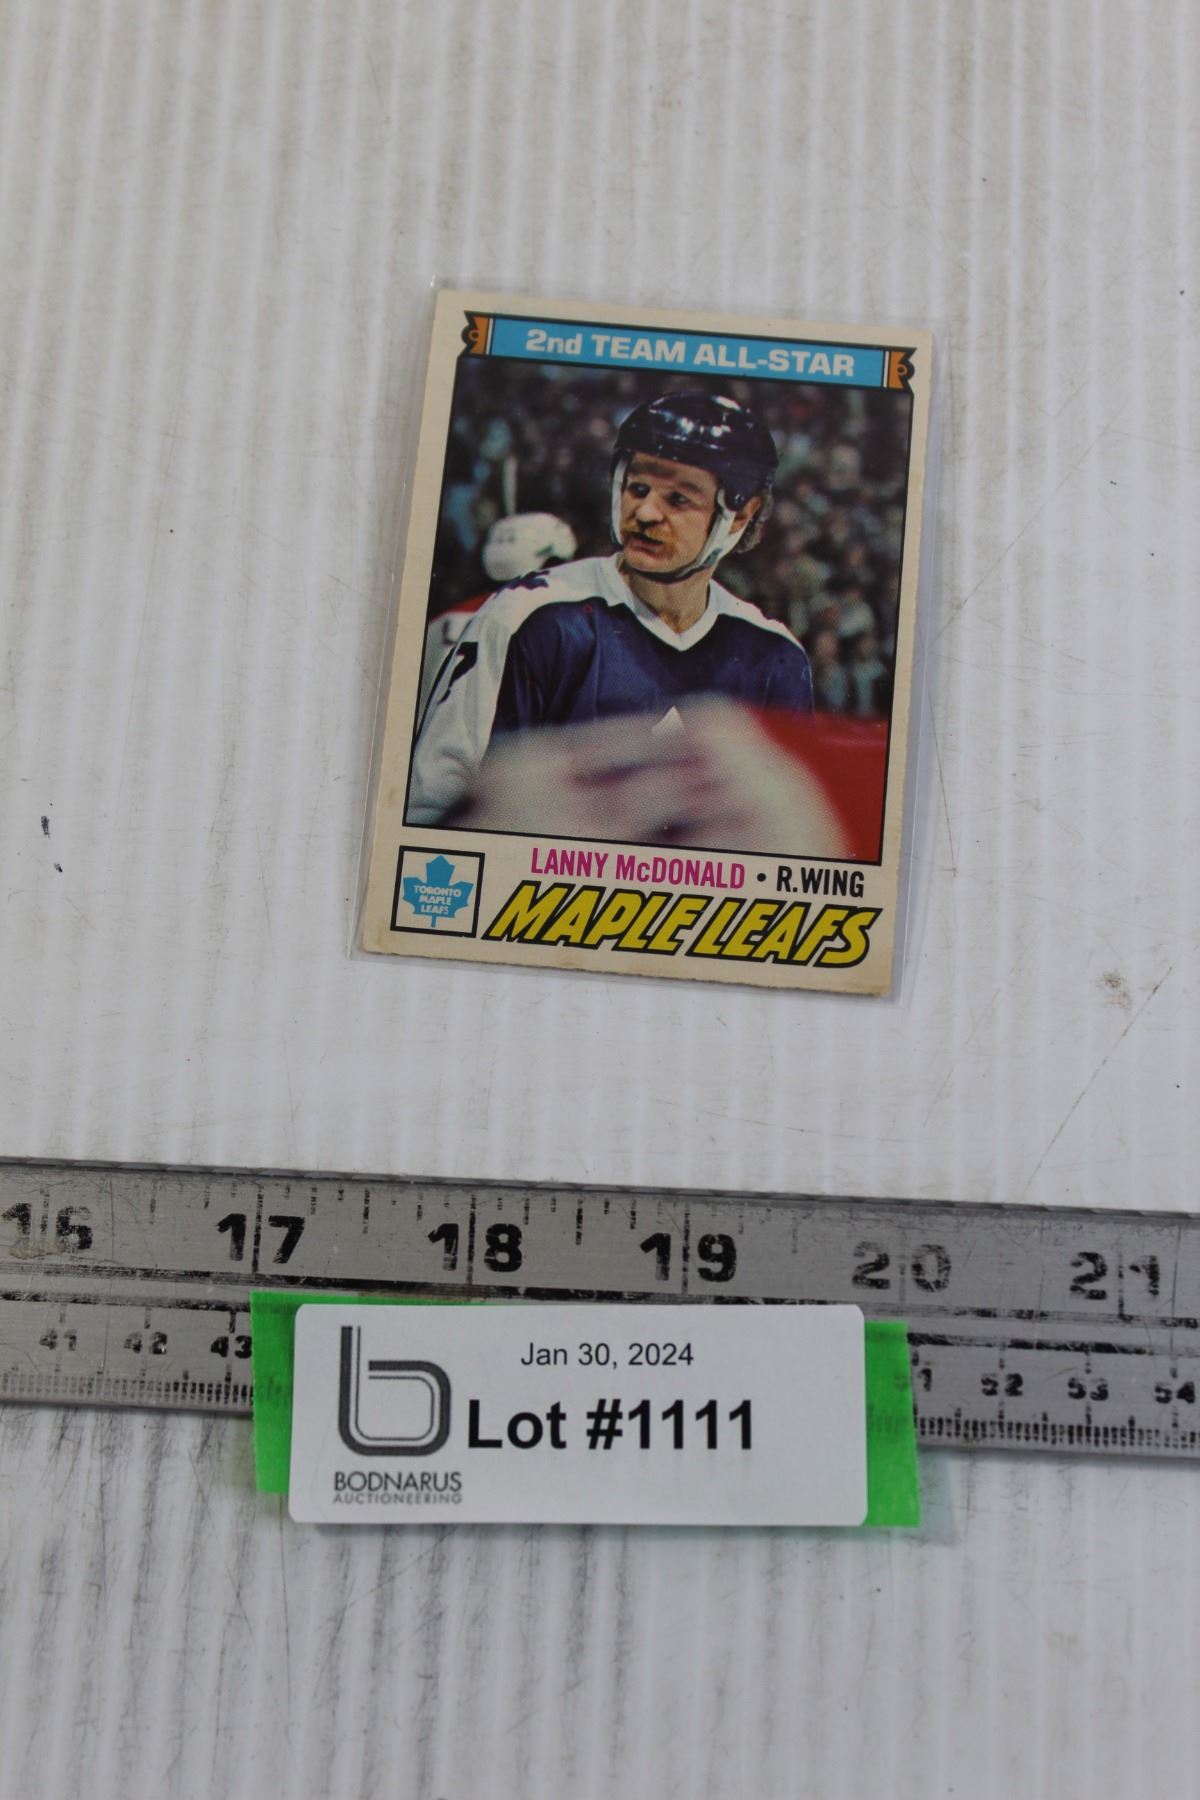 2nd TEAM ALL-STAR
7
LANNY McDONALD • R.WING
TORONTO
MAPLE
LEAFS
MAPLE LEAFS
16 17 18 19 20 21
41 42 43 51 52 53 54
Jan 30, 2024
Lot #1111
BODNARUS
AUCTIONEERING